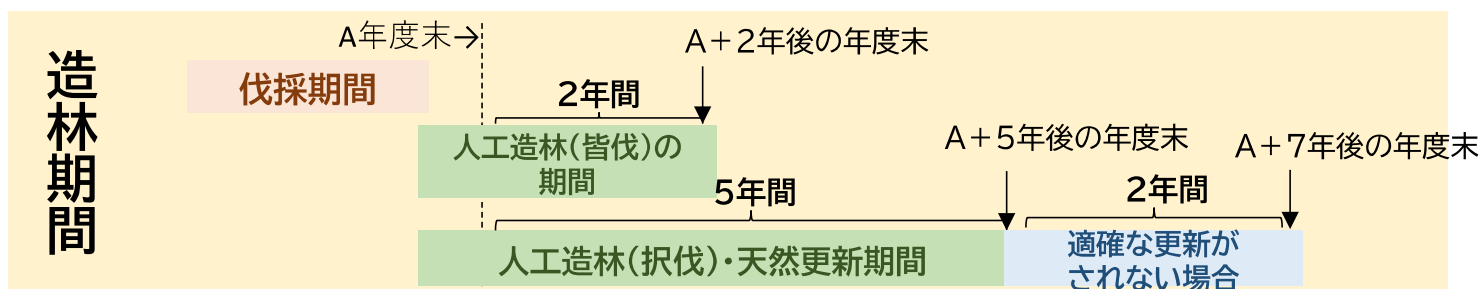 造林期間
A年度末→
A＋2年後の年度末
伐採期間
2年間
人工造林（皆伐）の
期間
A＋5年後の年度末
A＋7年後の年度末
5年間
2年間
人工造林（択伐）・天然更新期間
適確な更新が
されない場合